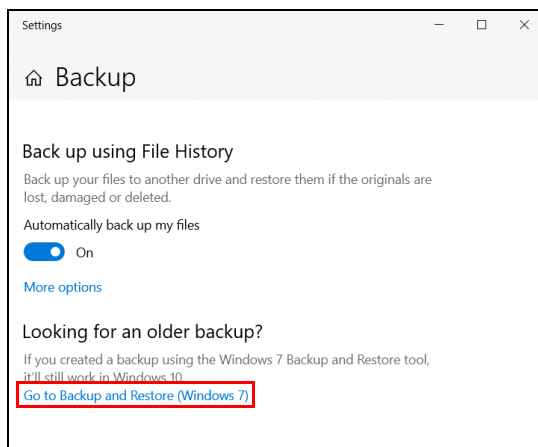 Settings
Backup
Back up using File History
Back up your files to another drive and restore them if the originals are
lost, damaged or deleted.
Automatically back up my files
On
More options
Looking for an older backup?
If you created a backup using the Windows 7 Backup and Restore tool,
it'll still work in Windows 10.
Go to Backup and Restore (Windows 7)